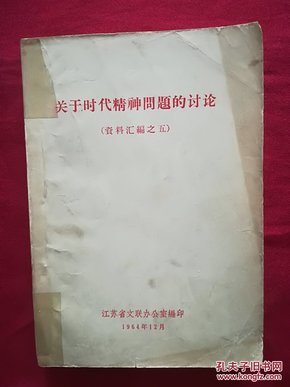 关于时代精神問題的讨论
(資料汇編之五)
江苏省文联办公室編印
1964年12月
孔夫子旧书网